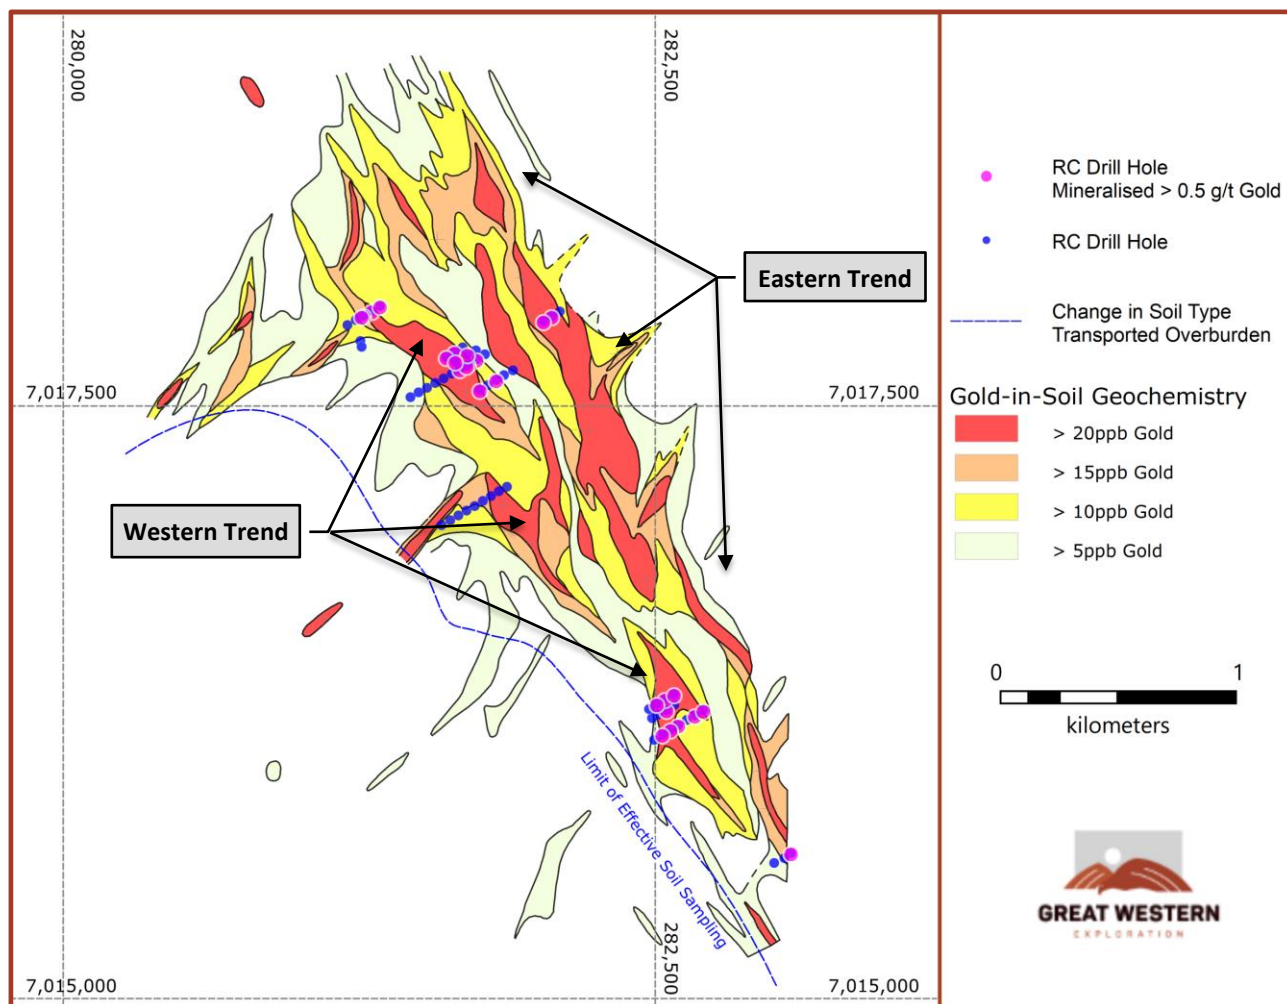 280,000
282,500
Eastern Trend
7,017,500
7,017,500
Western Trend
Limit of Effective Soil Sampling
282,500
7,015,000
7,015,000
RC Drill Hole
Mineralised > 0.5 g/t Gold
RC Drill Hole
Change in Soil Type
Transported Overburden
Gold-in-Soil Geochemistry
> 20ppb Gold
> 15ppb Gold
> 10ppb Gold
> 5ppb Gold
0 1
kilometers
GREAT WESTERN
EXPLORATION